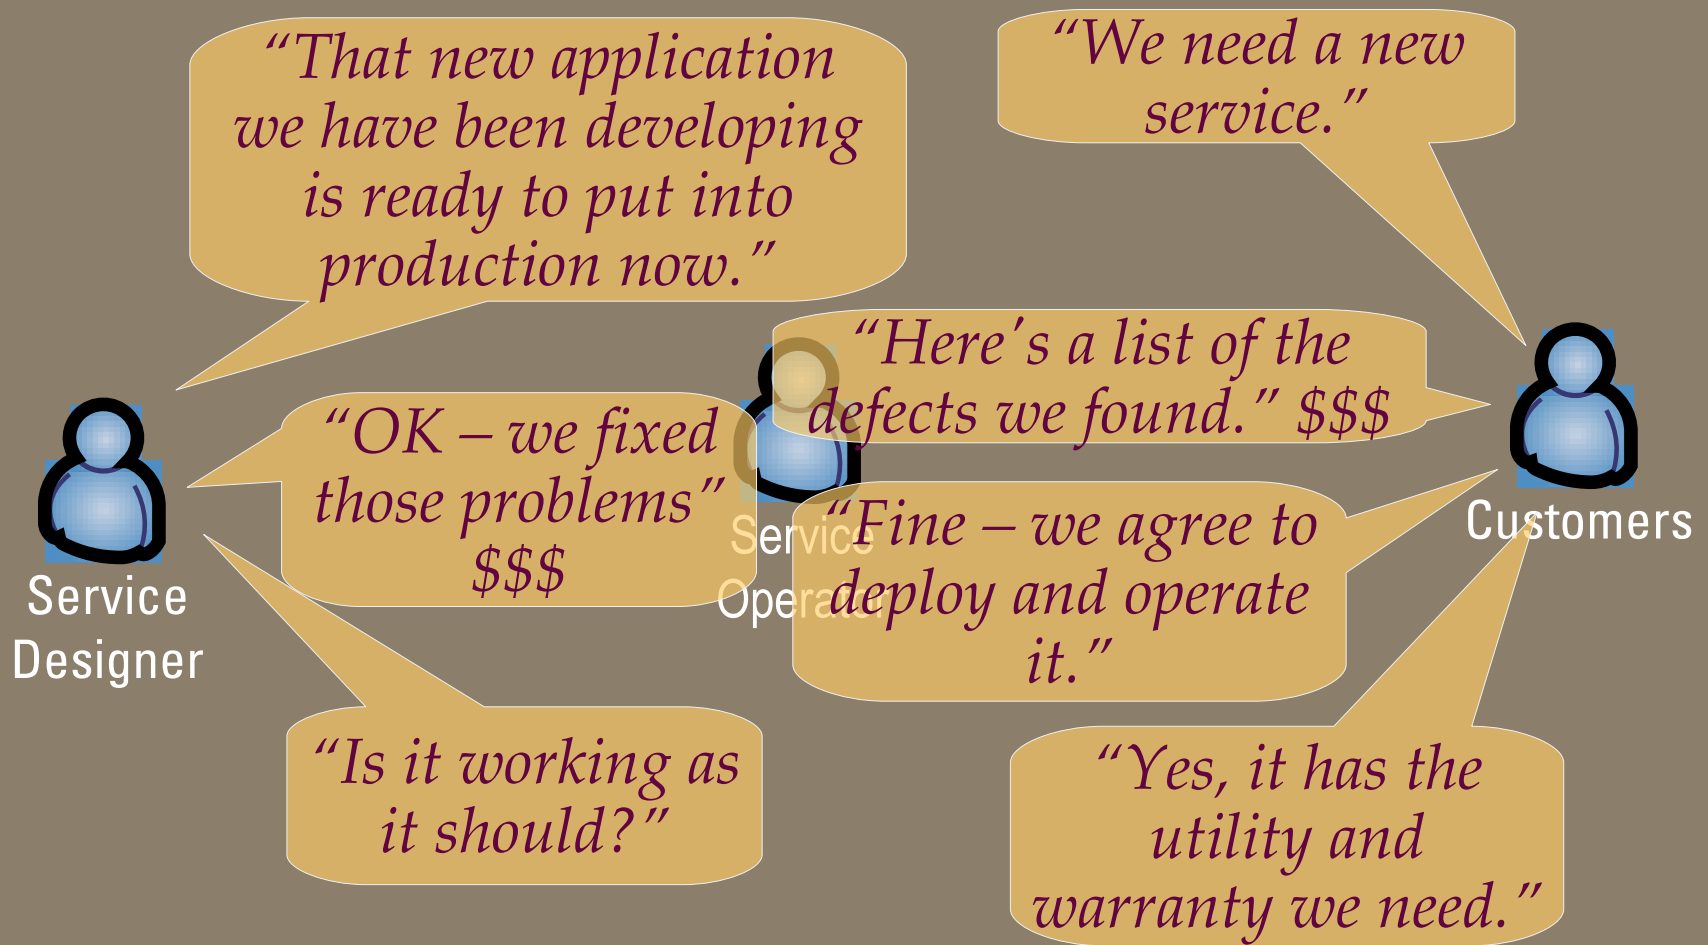 “That new application
we have been developing
is ready to put into
production now.”
“We need a new
service.”
“Here’s a list of the
defects we found.” $$$
“OK – we fixed
those problems”
$$$
“Fine – we agree to
deploy and operate
it.”
Customers
Service
Operator
Service
Designer
“Is it working as
it should?”
“Yes, it has the
utility and
warranty we need.”